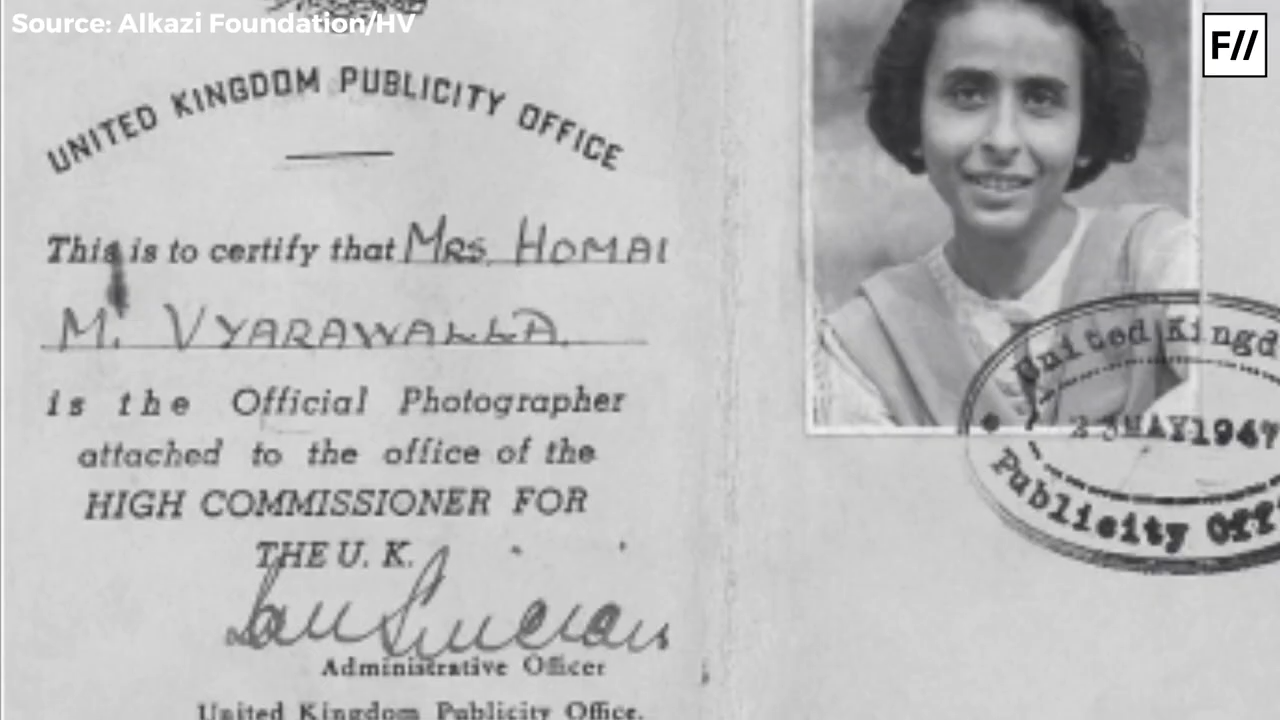 Source: Alkazi Foundation/HV
F//
UNITED KINGDOM PUBLICITY OFFICE
This is to certify that MRS. HOMAI
M. VYARAWALLA.
is the Official Photographer
attached to the office of the
HIGH COMMISSIONER FOR
THE U. K.
Administrative Officer
United Kingdom Publicity Office.
United Kingd
MAY 1947
Publicity Off